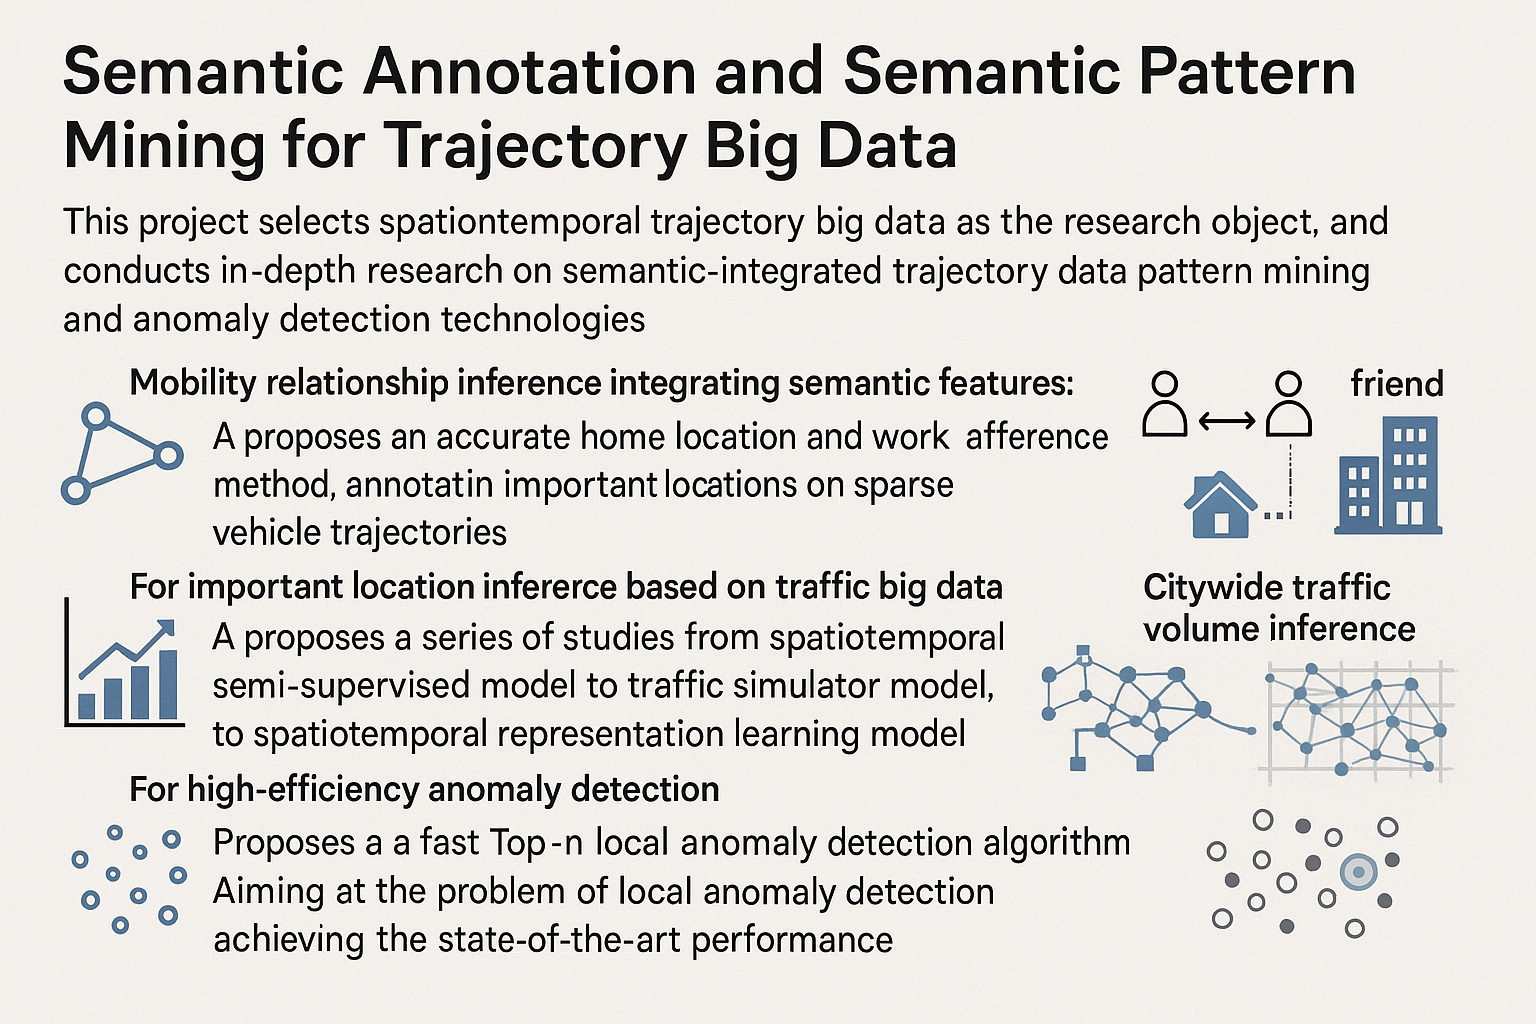 Semantic Annotation and Semantic Pattern
Mining for Trajectory Big Data
This project selects spationtemporal trajectory big data as the research object, and
conducts in-depth research on semantic-integrated trajectory data pattern mining
and anomaly detection technologies
Mobility relationship inference integrating semantic features:
A proposes an accurate home location and work afference
method, annotatin important locations on sparse
vehicle trajectories
friend
For important location infererce based on traffic big data
A proposes a series of studies from spatiotemporal
semi-supervised model to traffic simulator model,
to spatiotemporal representation learning model
Citywide traffic
volume inference
For high-efficiency anomaly detection
Proposes a a fast Top-n local anomaly detection algorithm
Aiming at the problem of local anomaly detection
achieving the state-of-the-art performance